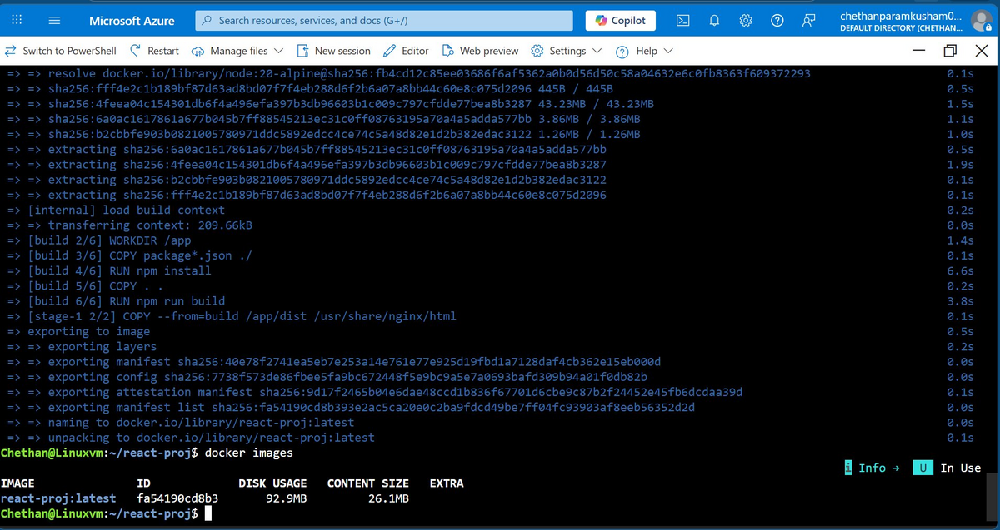 Microsoft Azure
Search resources, services, and docs (G+/)
Copilot
chethanparamkusham0...
DEFAULT DIRECTORY (CHETHAN...
Switch to PowerShell Restart Manage files New session Editor Web preview Settings Help
=> => resolve docker.io/library/node:20-alpine@sha256:fb4cd12c85ee03686f6af5362a0b0d56d50c58a04632e6c0fb8363f609372293 0.1s
=> => sha256:fff4e2c1b189bf87d63ad8bd07f7f4eb288d6f2b6a07a8bb44c60e8c075d2096 445B / 445B 0.5s
=> => sha256:4feea04c154301db6f4a496efa397b3db96603b1c009c797cfdde77bea8b3287 43.23MB / 43.23MB 1.5s
=> => sha256:6a0ac1617861a677b045b7ff88545213ec31c0ff08763195a70a4a5adda577bb 3.86MB / 3.86MB 1.1s
=> => sha256:b2cbbfe903b0821005780971ddc5892edcc4ce74c5a48d82e1d2b382edac3122 1.26MB / 1.26MB 1.0s
=> => extracting sha256:6a0ac1617861a677b045b7ff88545213ec31c0ff08763195a70a4a5adda577bb 0.5s
=> => extracting sha256:4feea04c154301db6f4a496efa397b3db96603b1c009c797cfdde77bea8b3287 1.9s
=> => extracting sha256:b2cbbfe903b0821005780971ddc5892edcc4ce74c5a48d82e1d2b382edac3122 0.1s
=> => extracting sha256:fff4e2c1b189bf87d63ad8bd07f7f4eb288d6f2b6a07a8bb44c60e8c075d2096 0.1s
=> [internal] load build context 0.2s
=> => transferring context: 209.66kB 0.0s
=> [build 2/6] WORKDIR /app 1.4s
=> [build 3/6] COPY package*.json ./ 0.1s
=> [build 4/6] RUN npm install 6.6s
=> [build 5/6] COPY . . 0.2s
=> [build 6/6] RUN npm run build 3.8s
=> [stage-1 2/2] COPY --from=build /app/dist /usr/share/nginx/html 0.1s
=> exporting to image 0.5s
=> => exporting layers 0.2s
=> => exporting manifest sha256:40e78f2741ea5eb7e253a14e761e77e925d19fbd1a7128daf4cb362e15eb000d 0.0s
=> => exporting config sha256:7738f573de86fbee5fa9bc672448f5e9bc9a5e7a0693bafd309b94a01f0db82b 0.0s
=> => exporting attestation manifest sha256:9d17f2465b04e6dae48ccd1b836f67701d6cbe9c87b2f24452e45fb6dcdaa39d 0.1s
=> => exporting manifest list sha256:fa54190cd8b393e2ac5ca20e0c2ba9fdcd49be7ff04fc93903af8eeb56352d2d 0.0s
=> => naming to docker.io/library/react-proj:latest 0.0s
=> => unpacking to docker.io/library/react-proj:latest 0.1s
Chethan@Linuxvm:~/react-proj$ docker images
i Info → U In Use
IMAGE ID DISK USAGE CONTENT SIZE EXTRA
react-proj:latest fa54190cd8b3 92.9MB 26.1MB
Chethan@Linuxvm:~/react-proj$